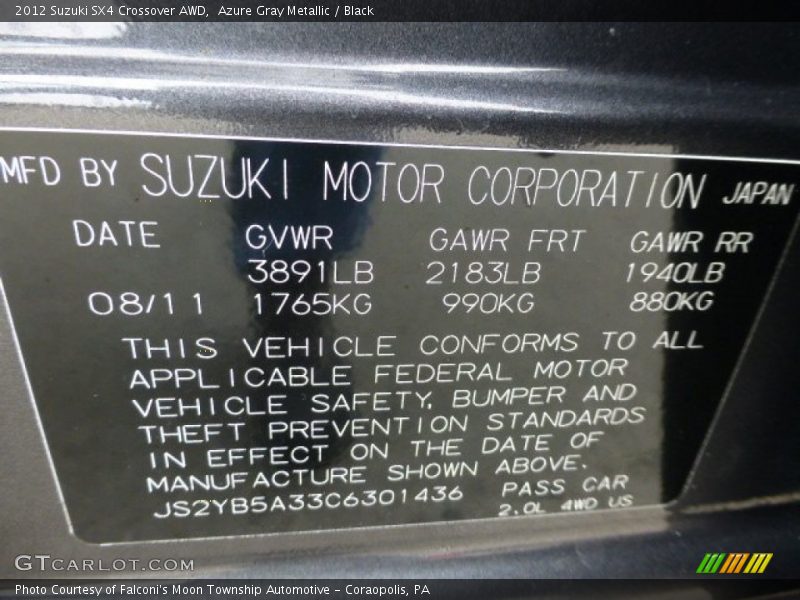 2012 Suzuki SX4 Crossover AWD,  Azure Gray Metallic / Black
MFD BY SUZUKI MOTOR CORPORATION JAPAN
DATE GVWR GAWR FRT GAWR RR
3891LB 2183LB 1940LB
08/11 1765KG 990KG 880KG
THIS VEHICLE CONFORMS TO ALL
APPLICABLE FEDERAL MOTOR
VEHICLE SAFETY, BUMPER AND
THEFT PREVENTION STANDARDS
IN EFFECT ON THE DATE OF
MANUFACTURE SHOWN ABOVE.
JS2YB5A33C6301436 PASS CAR
2.0L 4WD US
GTCARLOT.COM
Photo Courtesy of Falconi's Moon Township Automotive - Coraopolis, PA